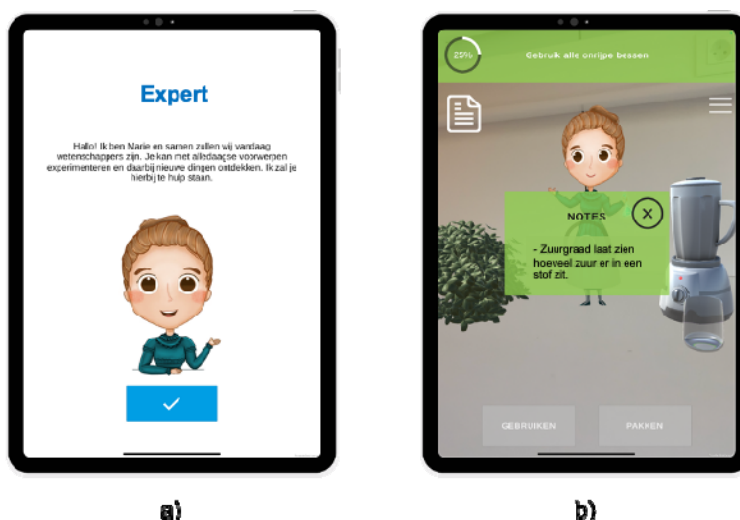 Expert
Hallo! Ik ben Narie en samen zullen wij vandaag
wetenschappers zijn. Je kan met alledaagse voorwerpen
experimenteren en daarbij nieuwe dingen ontdekken. Ik zal je
hierbij te hulp staan.
a)
25%
Gebruik alle onrijpe bessen
NOTES
X
- Zuurgraad laat zien
hoeveel zuur er in een
stof zit.
GEBRUIKEN
PAKKEN
b)